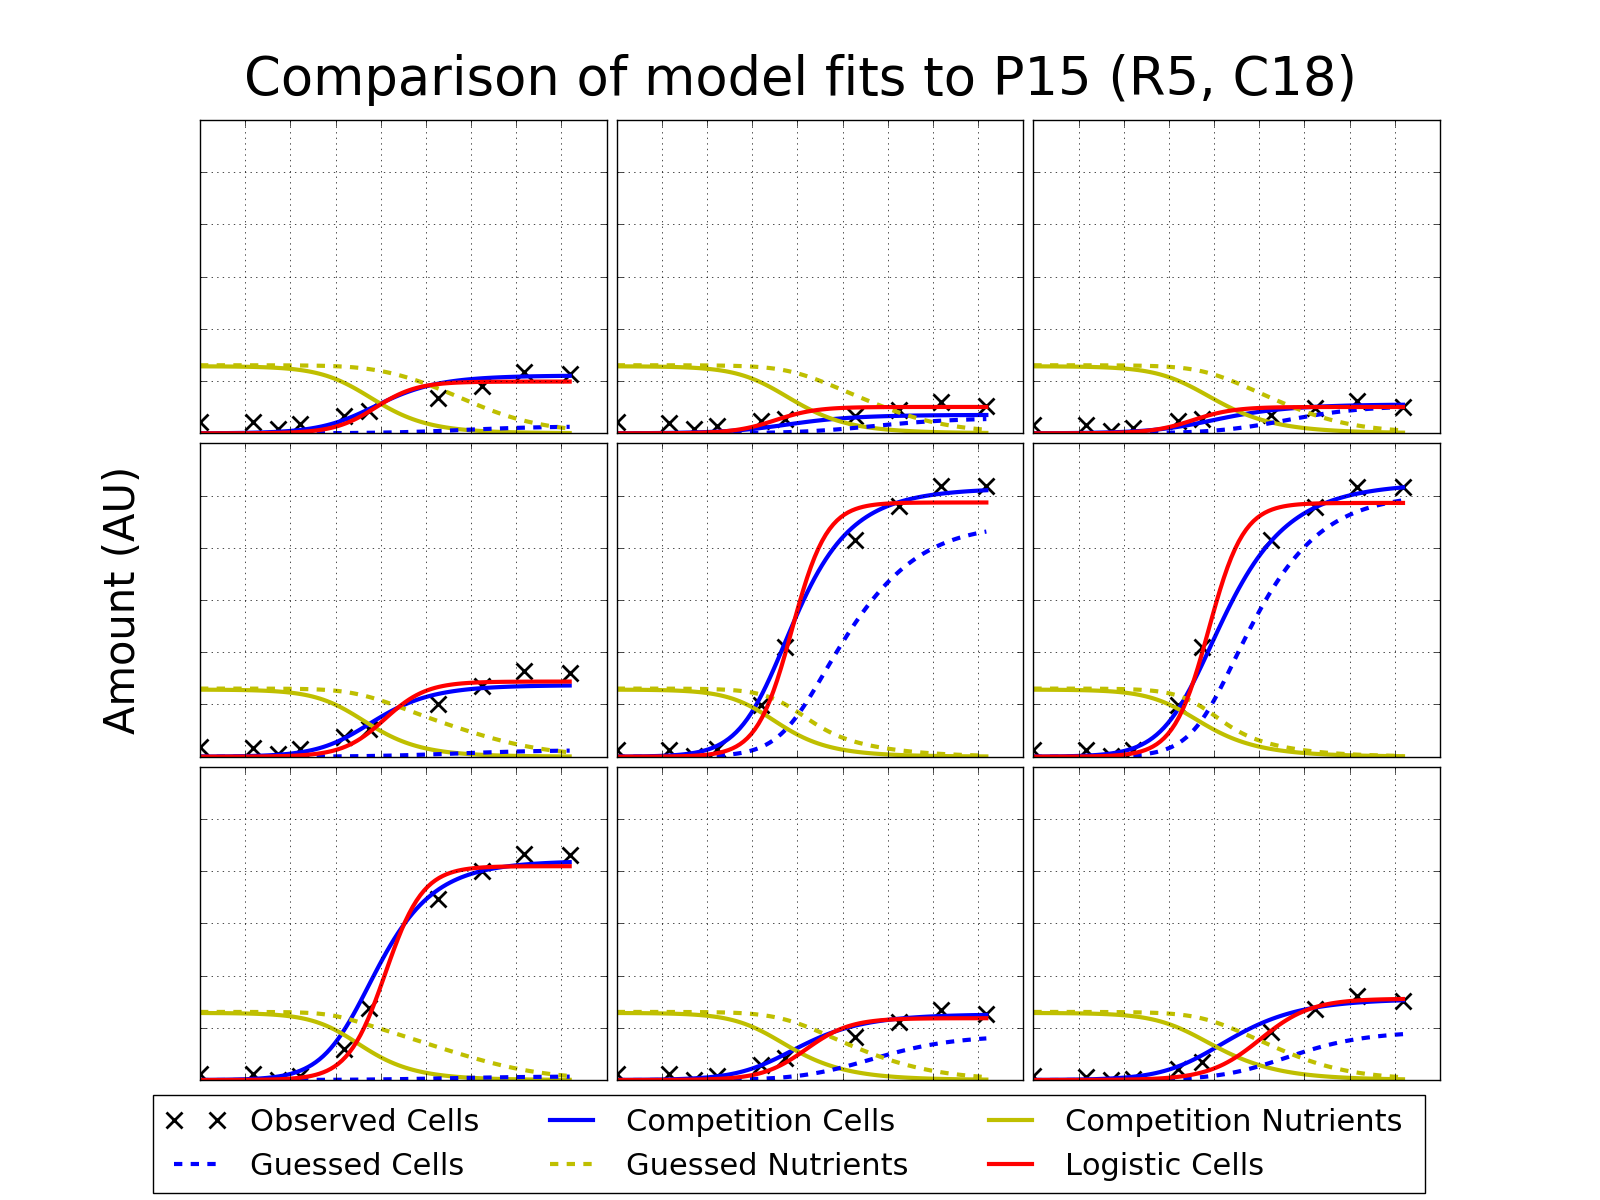 Comparison of model fits to P15 (R5, C18)
Amount (AU)
Observed Cells
Competition Cells
Competition Nutrients
Guessed Cells
Guessed Nutrients
Logistic Cells